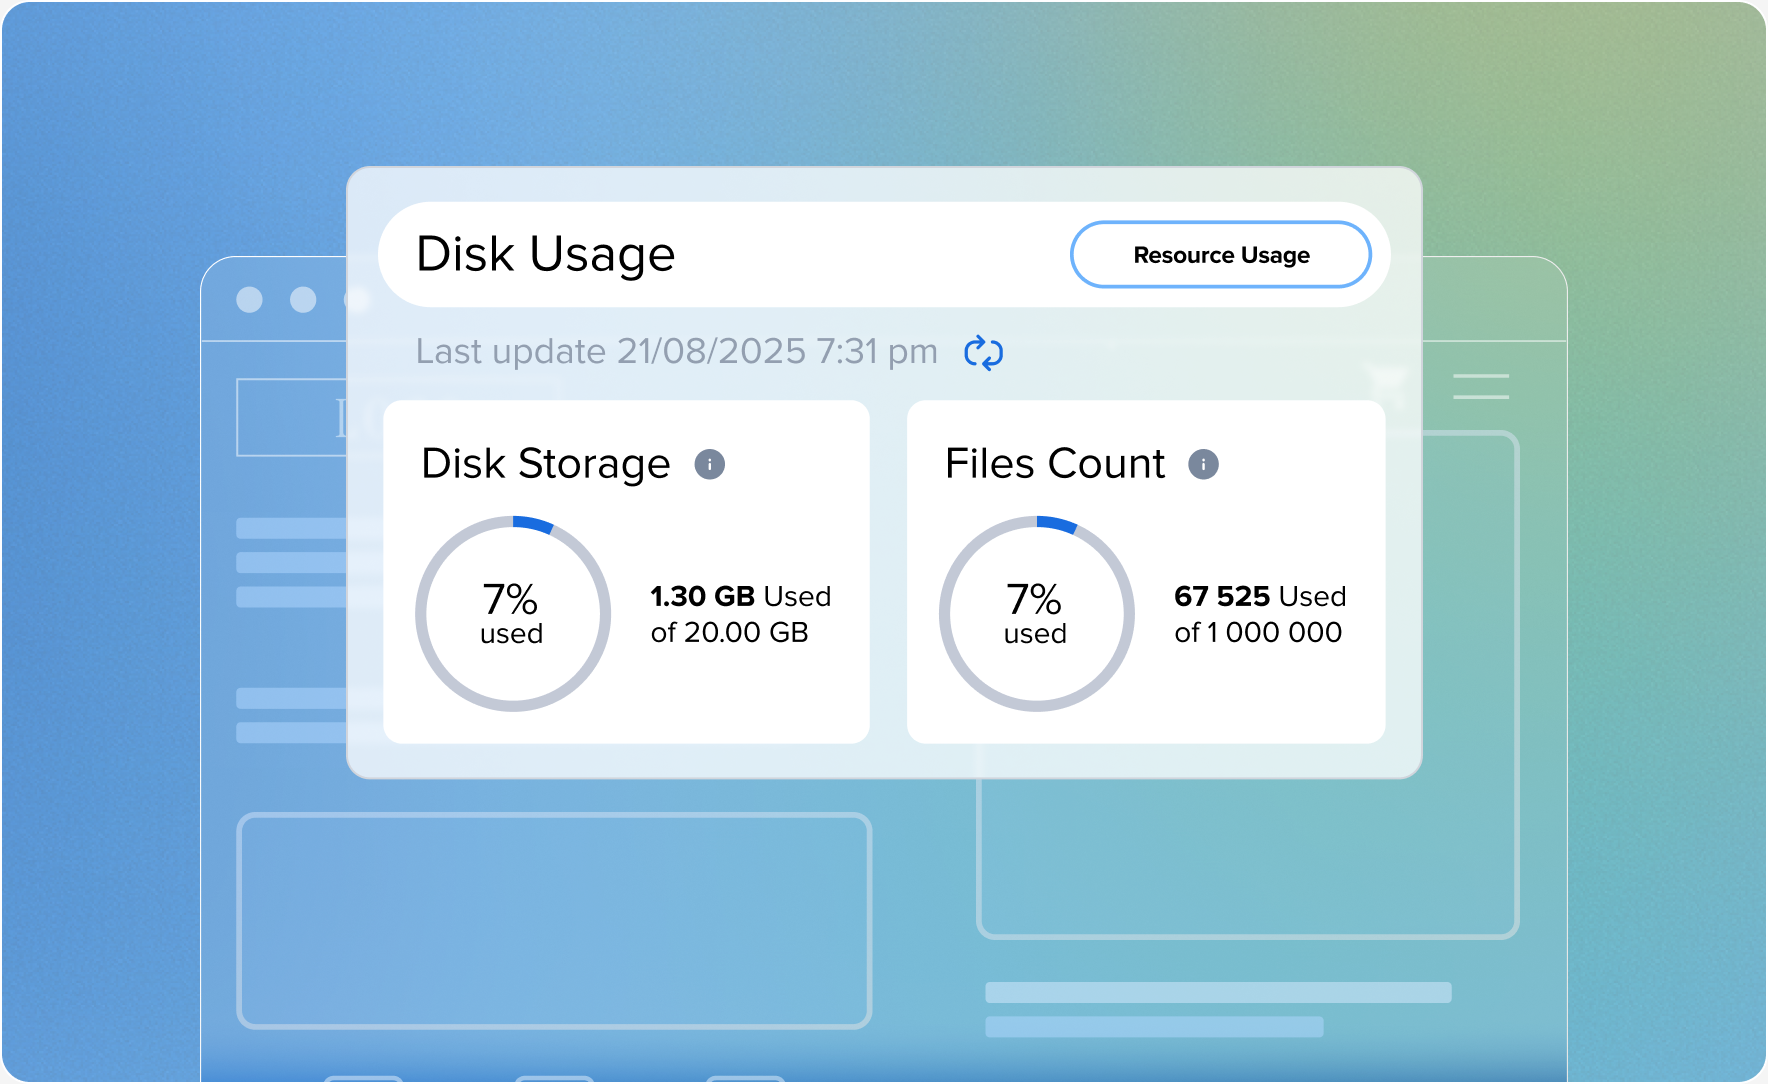 Disk Usage
Resource Usage
Last update 21/08/2025 7:31 pm
Disk Storage
7%
used
1.30 GB Used
of 20.00 GB
Files Count
7%
used
67 525 Used
of 1 000 000